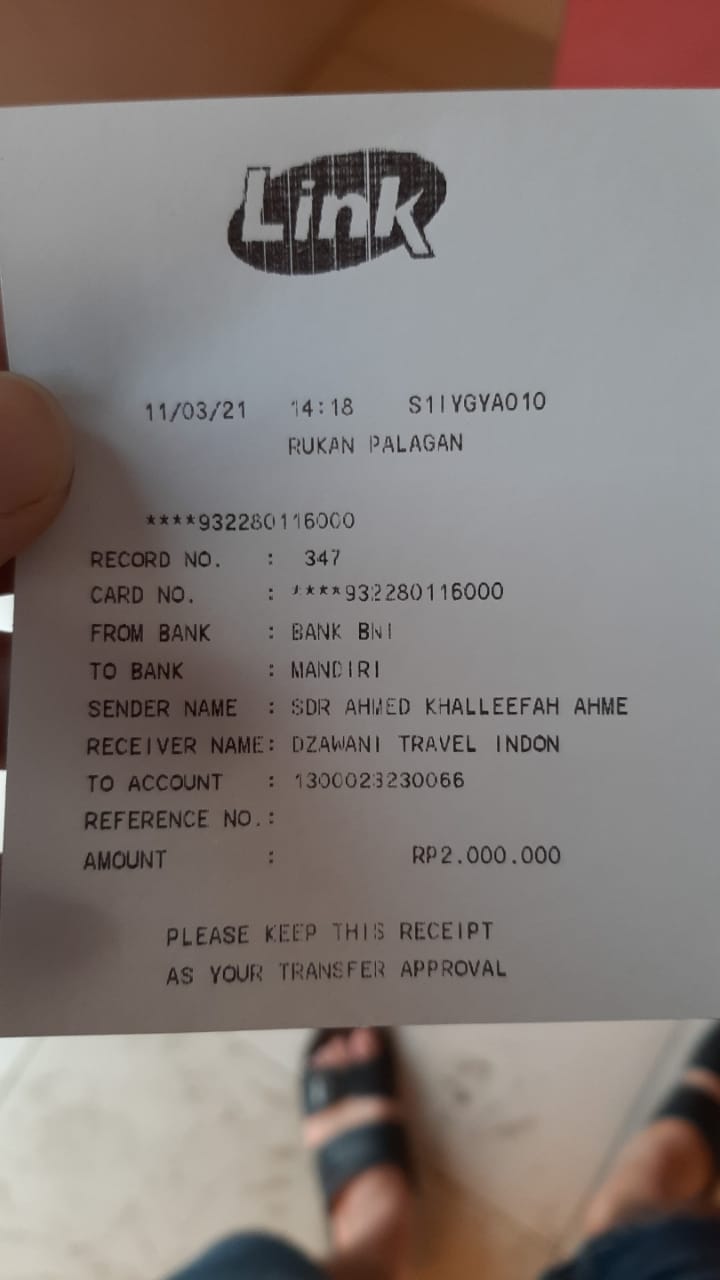 Link
11/03/21 14:18 S1IYGYA010
RUKAN PALAGAN
****932280116000
RECORD NO. : 347
CARD NO. : ****932280116000
FROM BANK : BANK BNI
TO BANK : MANDIRI
SENDER NAME : SDR AHMED KHALLEEFAH AHME
RECEIVER NAME: DZAWANI TRAVEL INDON
TO ACCOUNT : 1300023230066
REFERENCE NO.:
AMOUNT : RP2.000.000
PLEASE KEEP THIS RECEIPT
AS YOUR TRANSFER APPROVAL